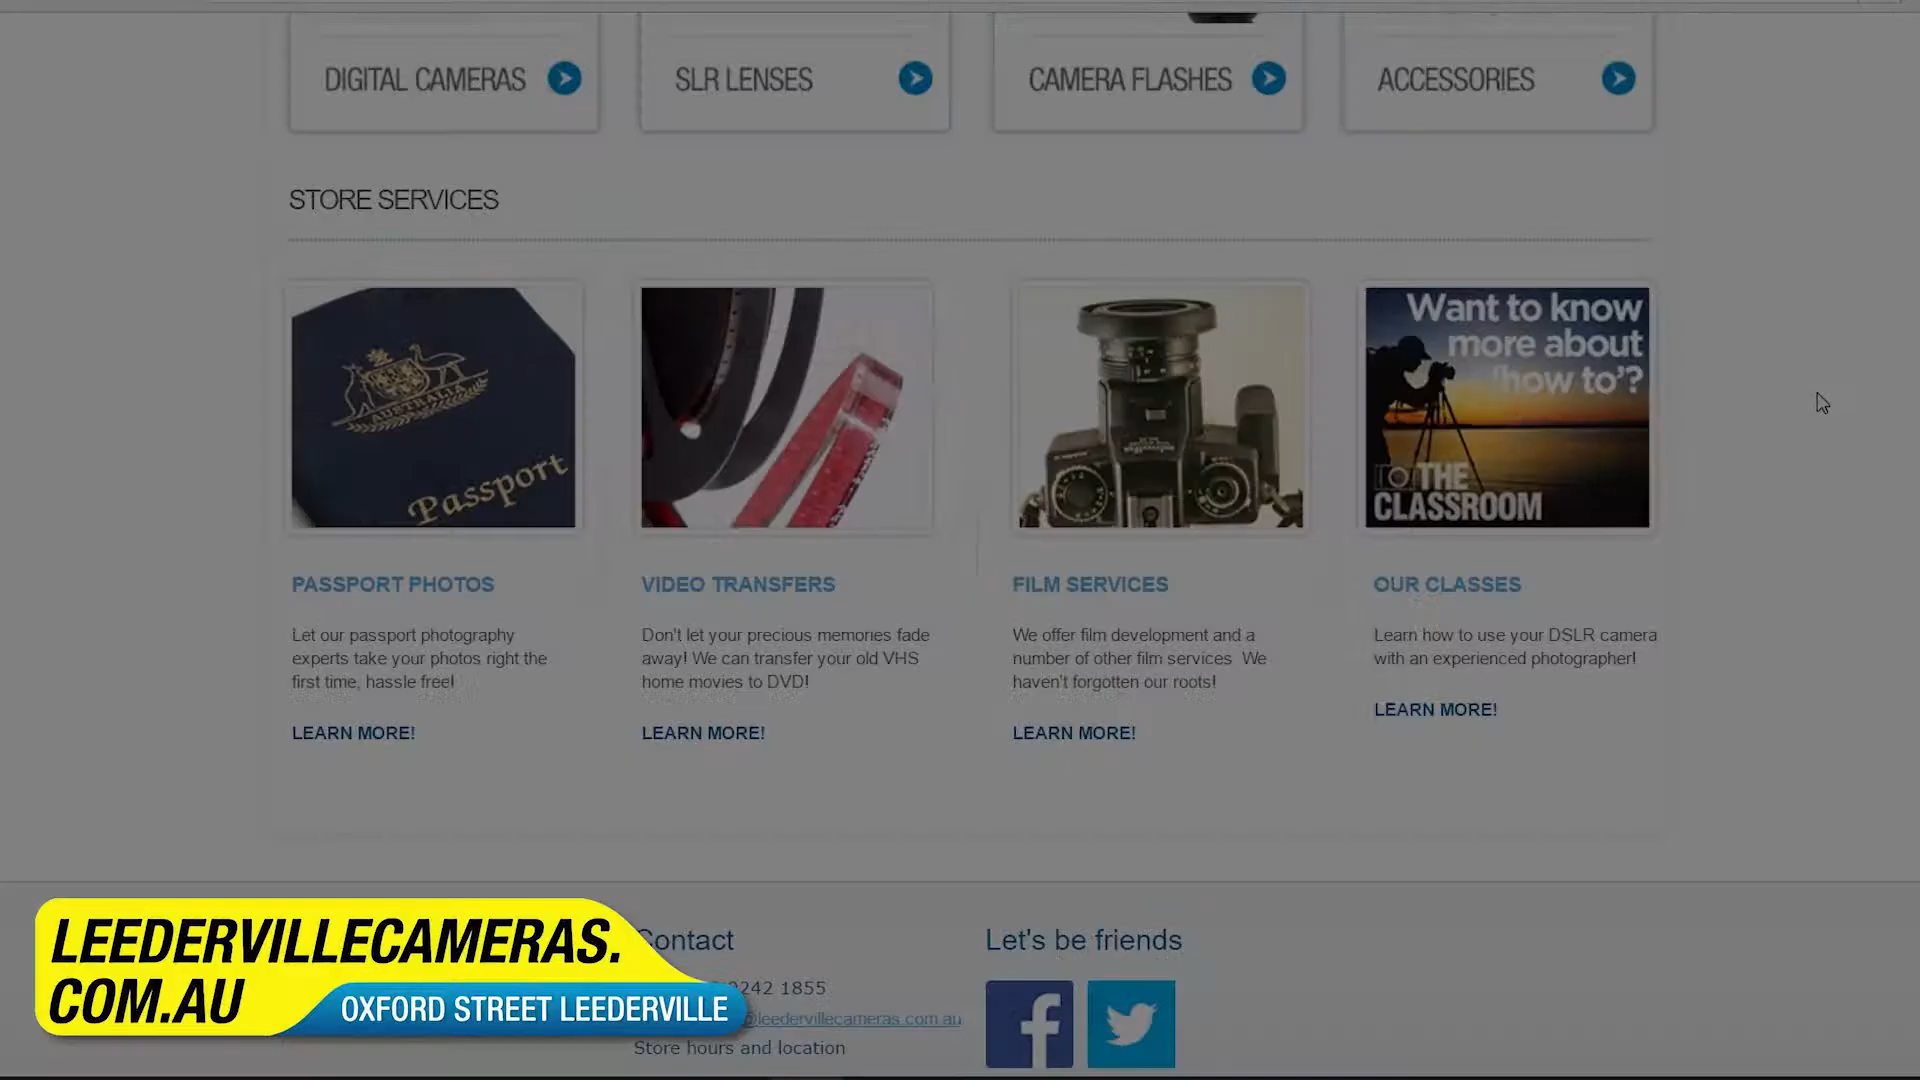 DIGITAL CAMERAS
SLR LENSES
CAMERA FLASHES
ACCESSORIES
STORE SERVICES
AUSTRALIA
Passport
Want to know
more about
'how to'?
THE
CLASSROOM
PASSPORT PHOTOS
Let our passport photography
experts take your photos right the
first time, hassle free!
LEARN MORE!
VIDEO TRANSFERS
Don't let your precious memories fade
away! We can transfer your old VHS
home movies to DVD!
LEARN MORE!
FILM SERVICES
We offer film development and a
number of other film services We
haven't forgotten our roots!
LEARN MORE!
OUR CLASSES
Learn how to use your DSLR camera
with an experienced photographer!
LEARN MORE!
Contact
9242 1855
@leedervillecameras.com.au
Store hours and location
Let's be friends
LEEDERVILLECAMERAS.
COM.AU
OXFORD STREET LEEDERVILLE